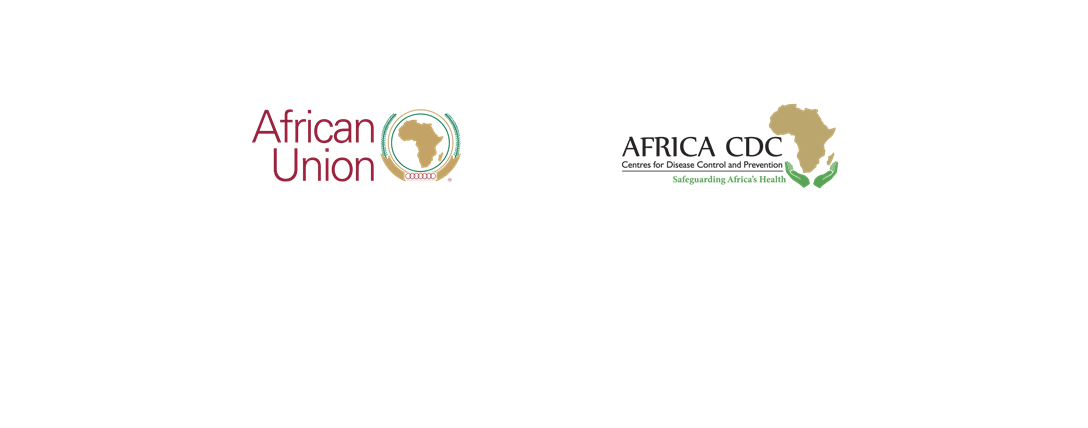 African
Union
AFRICA CDC
Centres for Disease Control and Prevention
Safeguarding Africa's Health